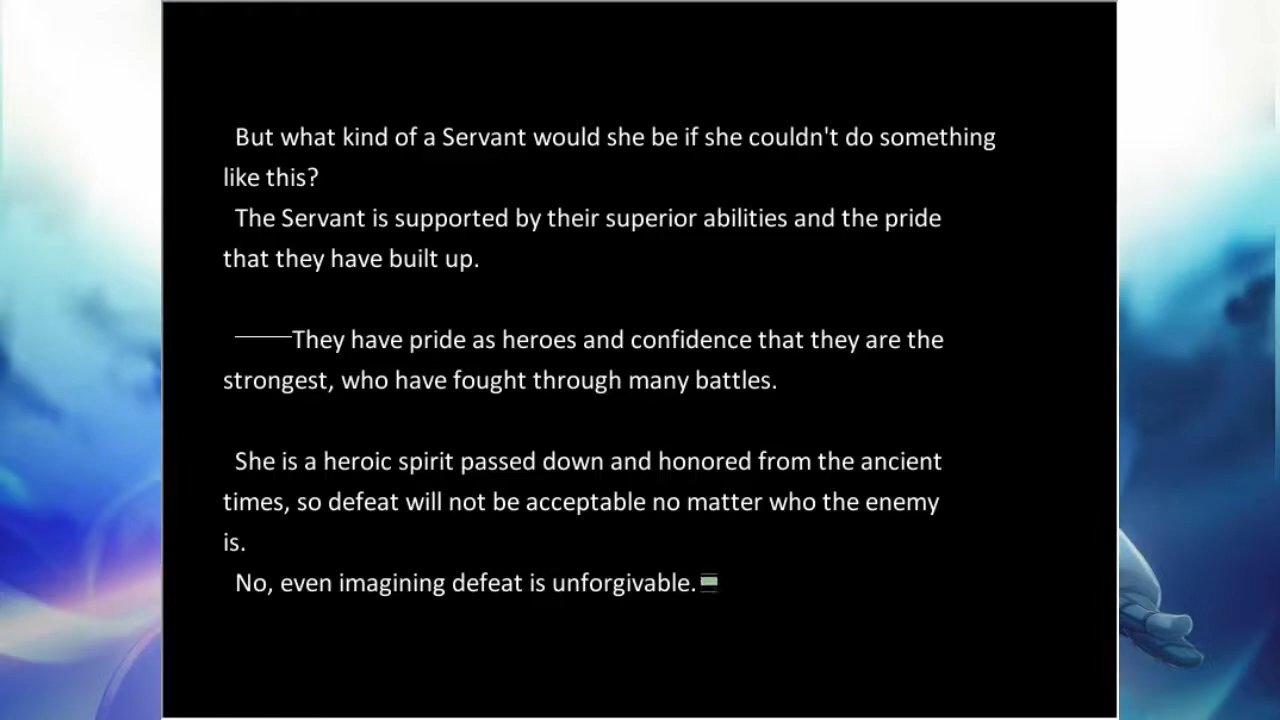 But what kind of a Servant would she be if she couldn't do something
like this?
The Servant is supported by their superior abilities and the pride
that they have built up.
───They have pride as heroes and confidence that they are the
strongest, who have fought through many battles.
She is a heroic spirit passed down and honored from the ancient
times, so defeat will not be acceptable no matter who the enemy
is.
No, even imagining defeat is unforgivable.